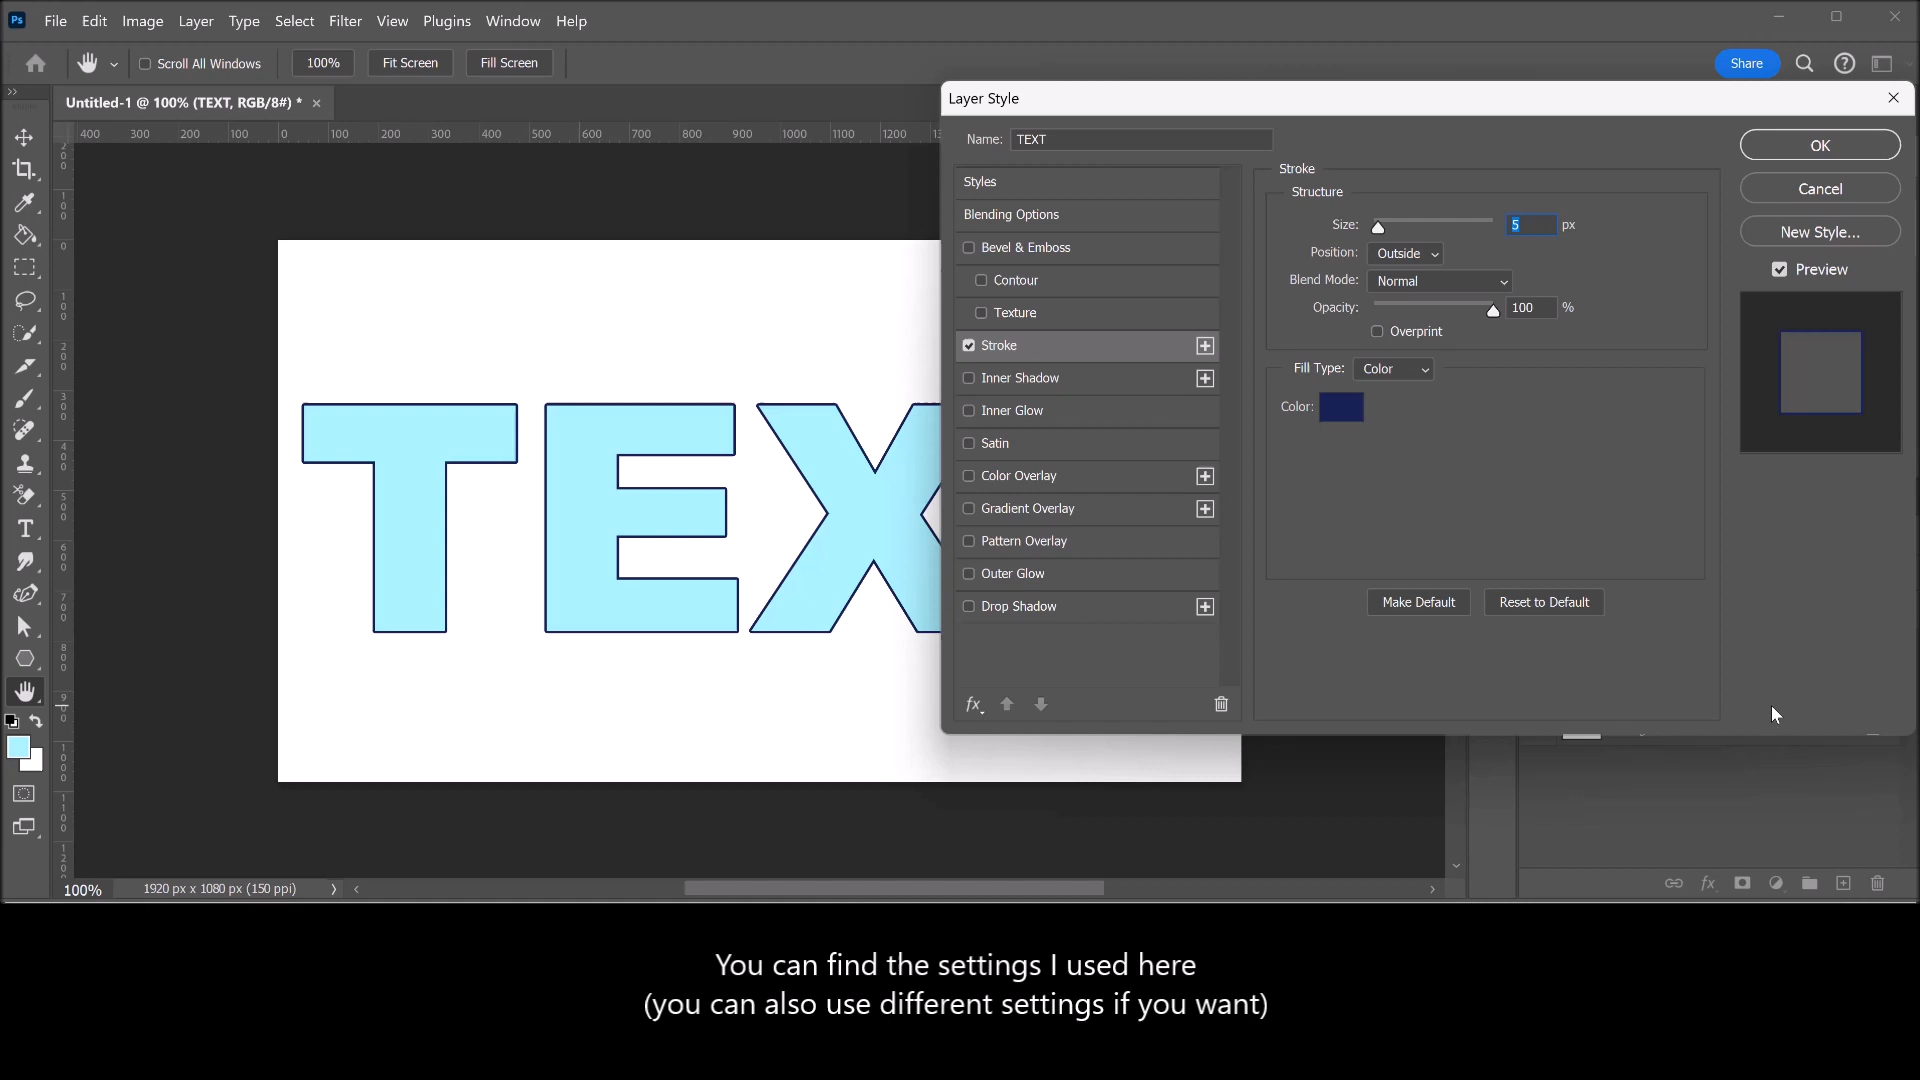 Ps File Edit Image Layer Type Select Filter View Plugins Window Help
Scroll All Windows 100% Fit Screen Fill Screen Share
Untitled-1 @ 100% (TEXT, RGB/8#) *
400 300 200 100 0 100 200 300 400 500 600 700 800 900 1000 1100 1200
Layer Style
Name: TEXT
Styles
Blending Options
Bevel & Emboss
Contour
Texture
Stroke
Inner Shadow
Inner Glow
Satin
Color Overlay
Gradient Overlay
Pattern Overlay
Outer Glow
Drop Shadow
fx
Stroke
Structure
Size: 5 px
Position: Outside
Blend Mode: Normal
Opacity: 100 %
Overprint
Fill Type: Color
Color:
Make Default Reset to Default
OK
Cancel
New Style...
Preview
TEX
100% 1920 px x 1080 px (150 ppi)
fx
You can find the settings I used here
(you can also use different settings if you want)